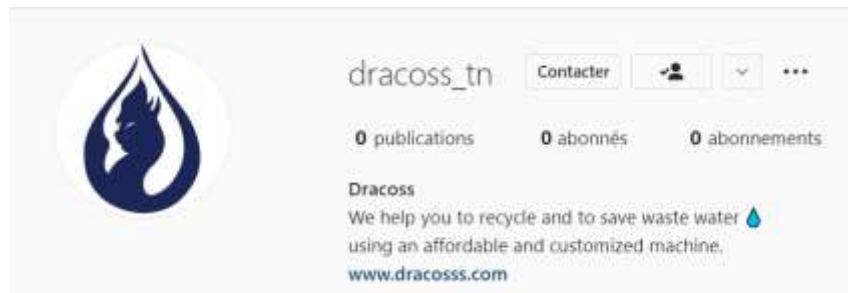 dracoss_tn Contacter
0 publications 0 abonnés 0 abonnements
Dracoss
We help you to recycle and to save waste water
using an affordable and customized machine.
www.dracosss.com